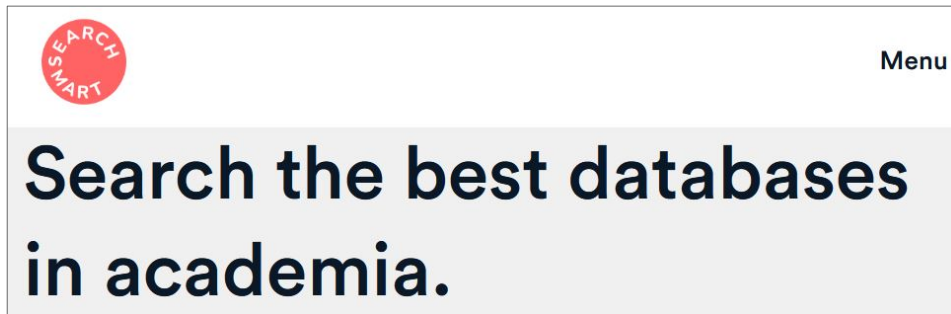 SEARCH SMART
Menu
Search the best databases
in academia.